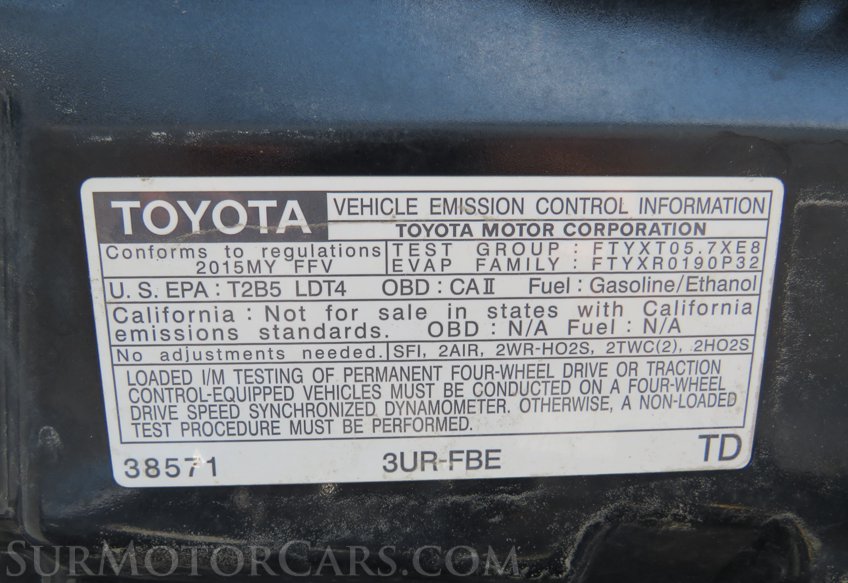 TOYOTA VEHICLE EMISSION CONTROL INFORMATION
TOYOTA MOTOR CORPORATION
Conforms to regulations
2015MY FFV
TEST GROUP : FTYXT05.7XE8
EVAP FAMILY : FTYXR0190P32
U.S. EPA : T2B5 LDT4 OBD : CAⅡ Fuel : Gasoline/Ethanol
California : Not for sale in states with California
emissions standards. OBD : N/A Fuel : N/A
No adjustments needed. SFI, 2AIR, 2WR-HO2S, 2TWC(2), 2HO2S
LOADED I/M TESTING OF PERMANENT FOUR-WHEEL DRIVE OR TRACTION
CONTROL-EQUIPPED VEHICLES MUST BE CONDUCTED ON A FOUR-WHEEL
DRIVE SPEED SYNCHRONIZED DYNAMOMETER. OTHERWISE, A NON-LOADED
TEST PROCEDURE MUST BE PERFORMED.
38571 3UR-FBE TD
SURMOTORCARS.COM